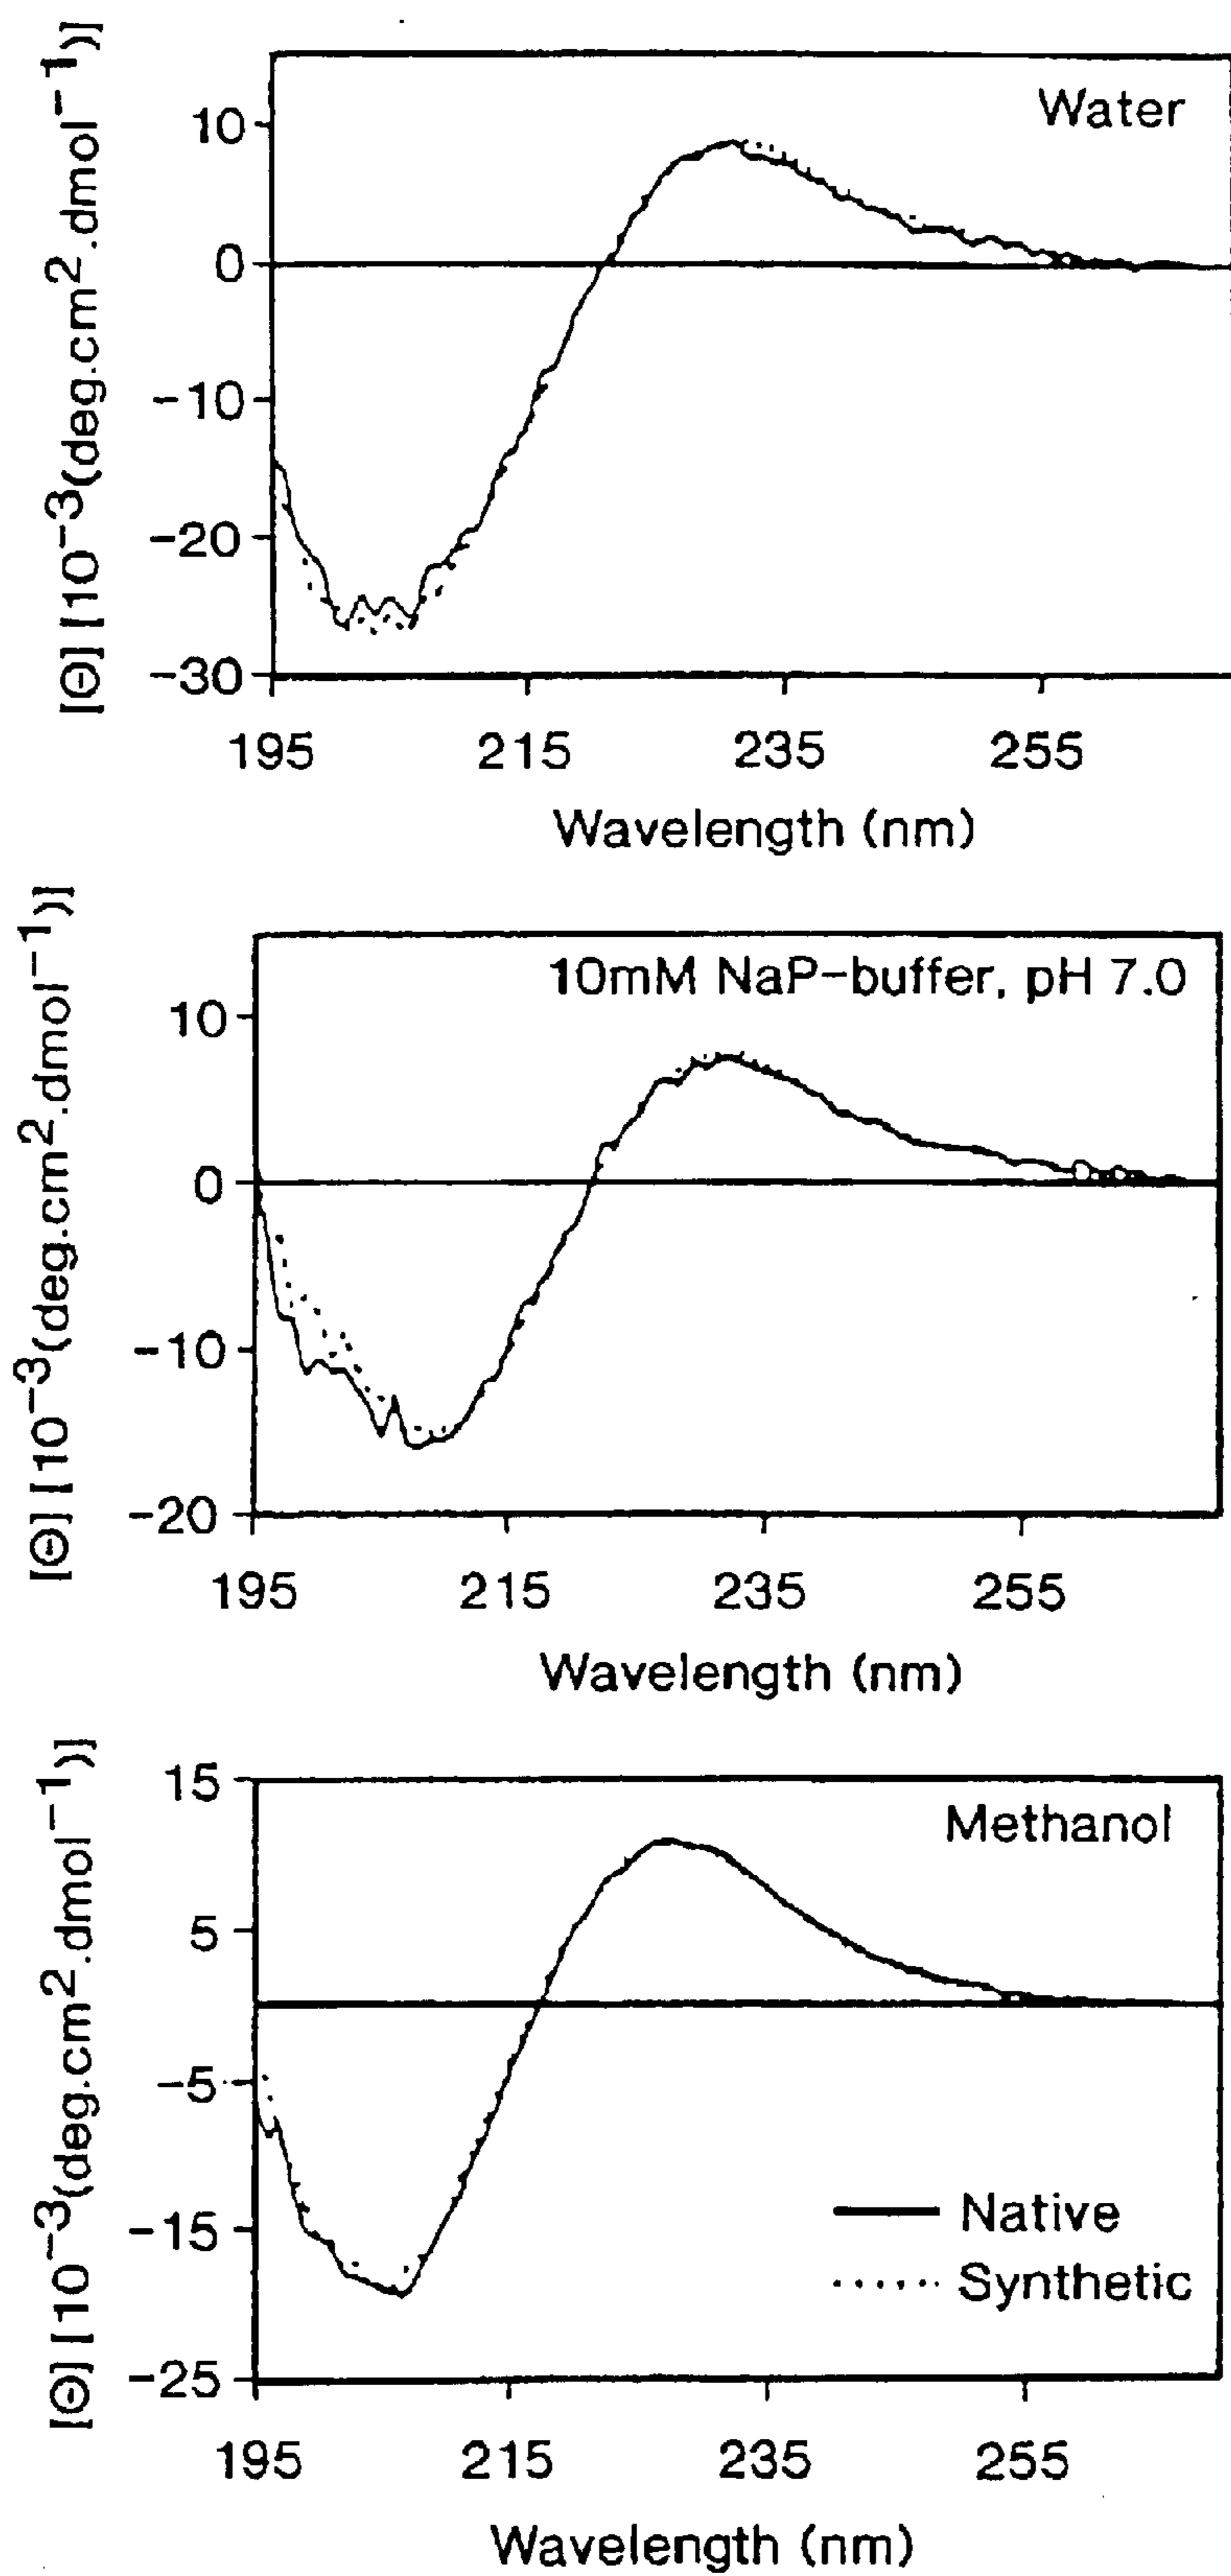 [Θ] [10⁻³(deg.cm².dmol⁻¹)]
Water
10
0
-10
-20
-30
195 215 235 255
Wavelength (nm)
[Θ] [10⁻³(deg.cm².dmol⁻¹)]
10mM NaP-buffer, pH 7.0
10
0
-10
-20
195 215 235 255
Wavelength (nm)
[Θ] [10⁻³(deg.cm².dmol⁻¹)]
15
Methanol
5
-5
-15
-25
Native
Synthetic
195 215 235 255
Wavelength (nm)